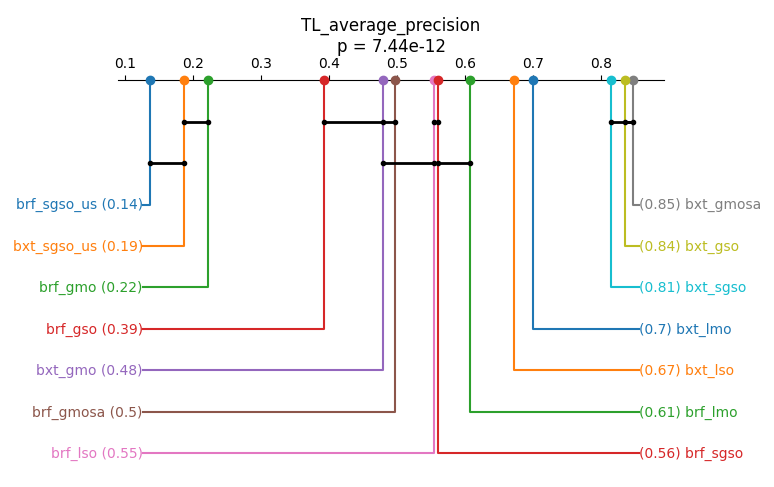 TL_average_precision
p = 7.44e-12
0.1 0.2 0.3 0.4 0.5 0.6 0.7 0.8
brf_sgso_us (0.14) (0.85) bxt_gmosa
bxt_sgso_us (0.19) (0.84) bxt_gso
brf_gmo (0.22) (0.81) bxt_sgso
brf_gso (0.39) (0.7) bxt_lmo
bxt_gmo (0.48) (0.67) bxt_lso
brf_gmosa (0.5) (0.61) brf_lmo
brf_lso (0.55) (0.56) brf_sgso